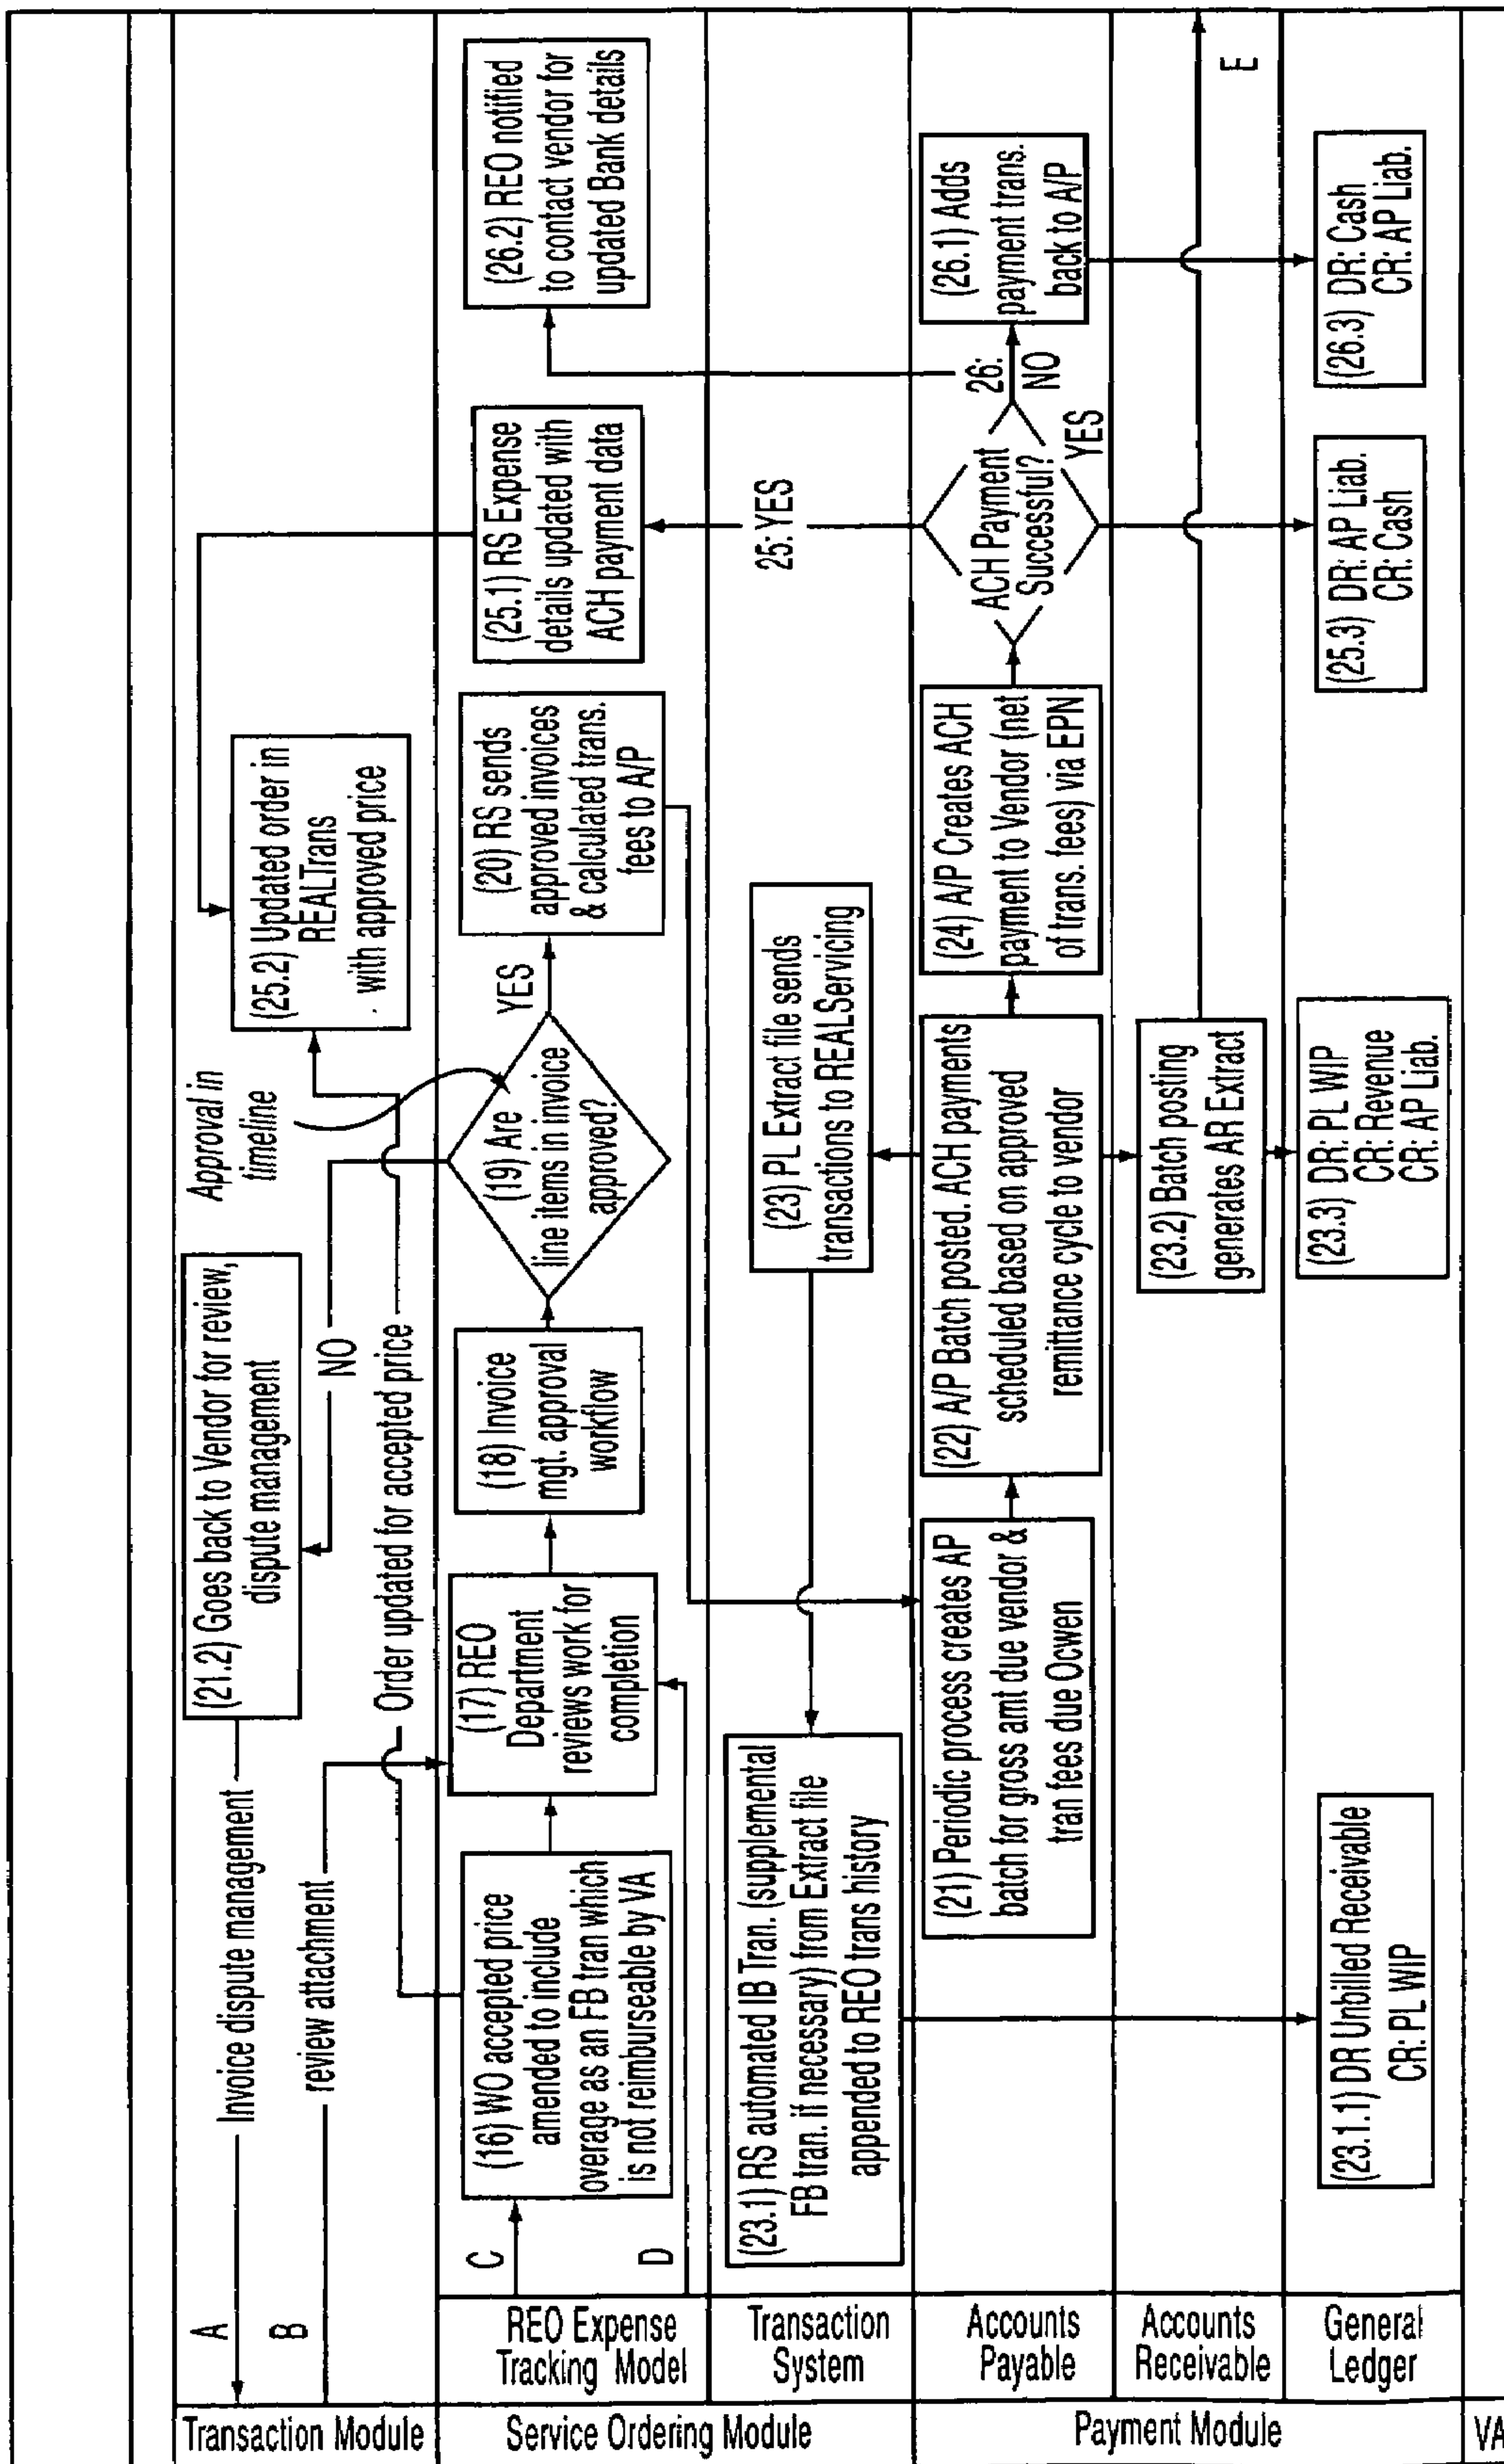 A
Invoice dispute management
(21.2) Goes back to Vendor for review,
dispute management
Approval in
timeline
NO
B
review attachment
Order updated for accepted price
(25.2) Updated order in
REALTrans
with approved price
Transaction Module
C
(16) WO accepted price
amended to include
overage as an FB tran which
is not reimburseable by VA
(17) REO
Department
reviews work for
completion
(18) Invoice
mgt. approval
workflow
(19) Are
line items in invoice
approved?
YES
(20) RS sends
approved invoices
& calculated trans.
fees to A/P
(25.1) RS Expense
details updated with
ACH payment data
(26.2) REO notified
to contact vendor for
updated Bank details
D
REO Expense
Tracking Model
Service Ordering Module
(23.1) RS automated IB Tran. (supplemental
FB tran. if necessary) from Extract file
appended to REO trans history
(23) PL Extract file sends
transactions to REALServicing
25: YES
Transaction
System
(21) Periodic process creates AP
batch for gross amt due vendor &
tran fees due Ocwen
(22) A/P Batch posted. ACH payments
scheduled based on approved
remittance cycle to vendor
(24) A/P Creates ACH
payment to Vendor (net
of trans. fees) via EPN
ACH Payment
Successful?
YES
26:
NO
(26.1) Adds
payment trans.
back to A/P
Accounts
Payable
(23.2) Batch posting
generates AR Extract
E
Accounts
Receivable
Payment Module
(23.1.1) DR Unbilled Receivable
CR: PL WIP
(23.3) DR: PL WIP
CR: Revenue
CR: AP Liab.
(25.3) DR: AP Liab.
CR: Cash
(26.3) DR: Cash
CR: AP Liab.
General
Ledger
VA